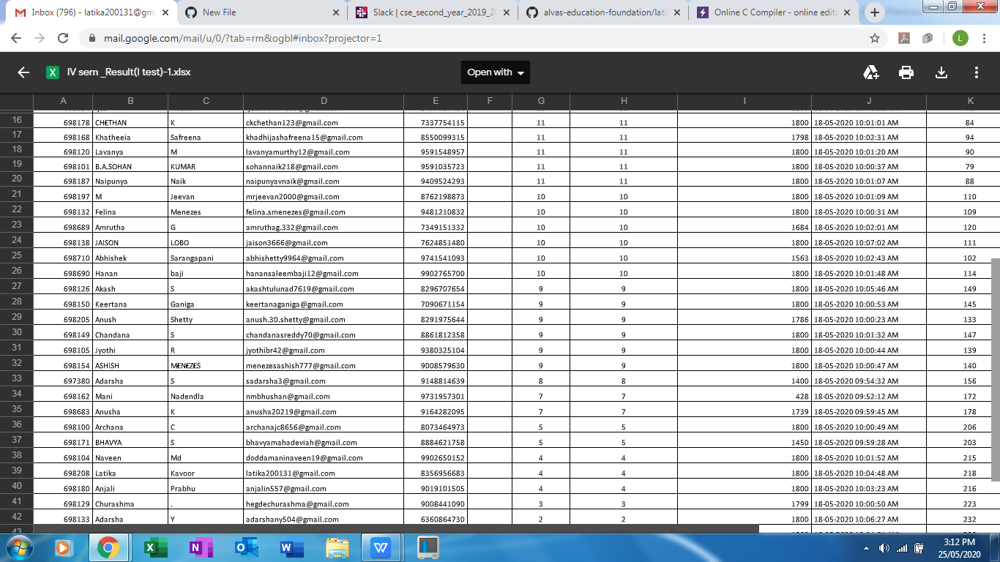 Inbox (796) - latika200131@gm
New File
Slack | cse_second_year_2019_20
alvas-education-foundation/lati
Online C Compiler - online edito
mail.google.com/mail/u/0/?tab=rm&ogbl#inbox?projector=1
L
X IV sem _Result(I test)-1.xlsx
Open with
A B C D E F G H I J K
16 698178 CHETHAN K ckchethan123@gmail.com 7337754115 11 11 1800 18-05-2020 10:01:01 AM 84
17 698168 Khatheeia Safreena khadhijashafreena15@gmail.com 8550099315 11 11 1798 18-05-2020 10:02:31 AM 94
18 698120 Lavanya M lavanyamurthy12@gmail.com 9591548957 11 11 1800 18-05-2020 10:01:20 AM 90
19 698101 B.A.SOHAN KUMAR sohannaik218@gmail.com 9591035723 11 11 1800 18-05-2020 10:00:37 AM 79
20 698187 Naipunya Naik naipunyavnaik@gmail.com 9409524293 11 11 1800 18-05-2020 10:01:07 AM 88
21 698197 M Jeevan mrjeevan2000@gmail.com 8762198873 10 10 1800 18-05-2020 10:01:09 AM 110
22 698132 Felina Menezes felina.smenezes@gmail.com 9481210832 10 10 1800 18-05-2020 10:00:31 AM 109
23 698689 Amrutha G amruthag.332@gmail.com 7349151332 10 10 1684 18-05-2020 10:02:01 AM 120
24 698138 JAISON LOBO jaison3666@gmail.com 7624851480 10 10 1800 18-05-2020 10:07:02 AM 111
25 698710 Abhishek Sarangapani abhishetty9964@gmail.com 9741541093 10 10 1563 18-05-2020 10:02:43 AM 102
26 698690 Hanan baji hanansaleembaji12@gmail.com 9902765700 10 10 1800 18-05-2020 10:01:48 AM 114
27 698126 Akash S akashtulunad7619@gmail.com 8296707654 9 9 1800 18-05-2020 10:05:46 AM 149
28 698150 Keertana Ganiga keertanaganiga@gmail.com 7090671154 9 9 1800 18-05-2020 10:00:53 AM 145
29 698205 Anush Shetty anush.30.shetty@gmail.com 8291975644 9 9 1786 18-05-2020 10:00:23 AM 133
30 698149 Chandana S chandanasreddy70@gmail.com 8861812358 9 9 1800 18-05-2020 10:01:32 AM 147
31 698105 Jyothi R jyothibr42@gmail.com 9380325104 9 9 1800 18-05-2020 10:00:44 AM 139
32 698154 ASHISH MENEZES menezesashish777@gmail.com 9008579630 9 9 1800 18-05-2020 10:00:47 AM 140
33 697380 Adarsha S sadarsha3@gmail.com 9148814639 8 8 1400 18-05-2020 09:54:32 AM 156
34 698162 Mani Nadendla nmbhushan@gmail.com 9731957301 7 7 428 18-05-2020 09:52:12 AM 172
35 698683 Anusha K anusha20219@gmail.com 9164282095 7 7 1739 18-05-2020 09:59:45 AM 178
36 698100 Archana C archanajc8656@gmail.com 8073464973 5 5 1800 18-05-2020 10:00:49 AM 206
37 698171 BHAVYA S bhavyamahadeviah@gmail.com 8884621758 5 5 1450 18-05-2020 09:59:28 AM 203
38 698104 Naveen Md doddamaninaveen19@gmail.com 9902650152 4 4 1800 18-05-2020 10:01:52 AM 215
39 698208 Latika Kavoor latika200131@gmail.com 8356956683 4 4 1800 18-05-2020 10:04:48 AM 218
40 698180 Anjali Prabhu anjalin557@gmail.com 9019101505 4 4 1800 18-05-2020 10:03:23 AM 216
41 698129 Churashma . hegdechurashma@gmail.com 9008441090 3 3 1799 18-05-2020 10:00:50 AM 223
42 698133 Adarsha Y adarshany504@gmail.com 6360864730 2 2 1800 18-05-2020 10:06:27 AM 232
43
3:12 PM
25/05/2020